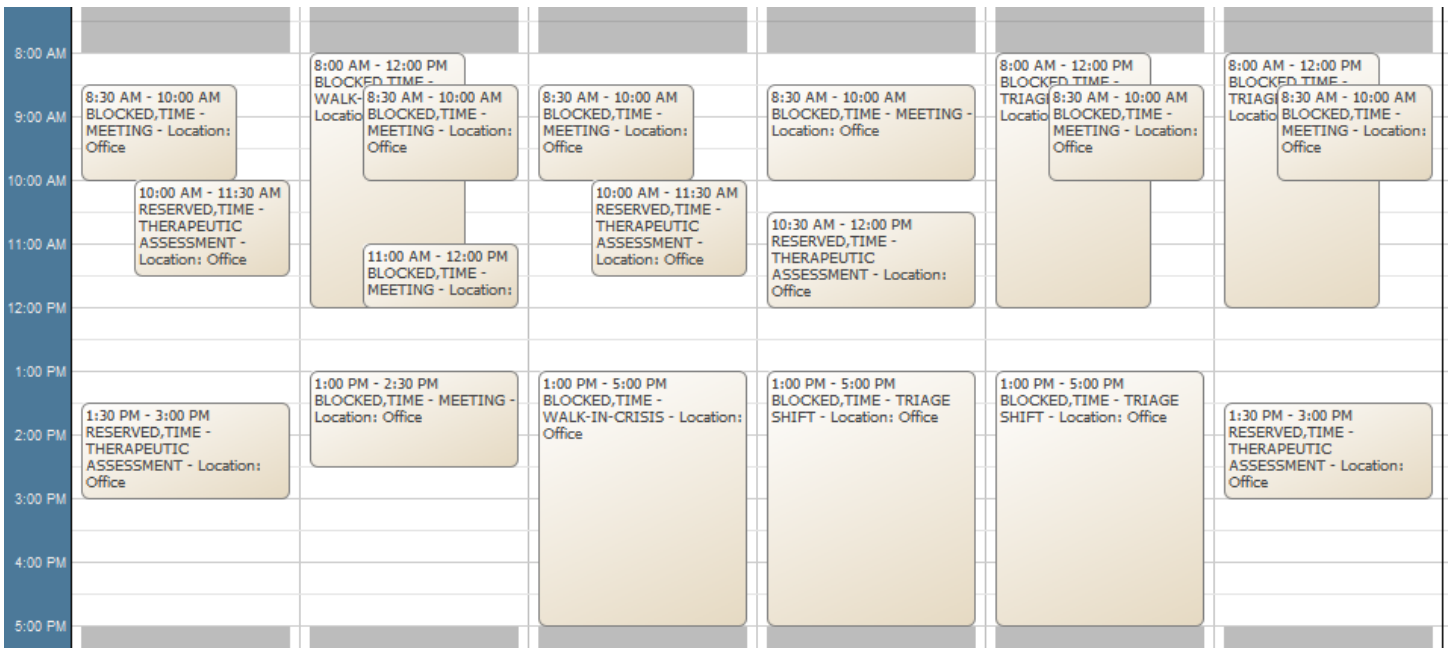 8:00 AM
9:00 AM
10:00 AM
11:00 AM
12:00 PM
1:00 PM
2:00 PM
3:00 PM
4:00 PM
5:00 PM
8:30 AM - 10:00 AM
BLOCKED,TIME -
MEETING - Location:
Office
10:00 AM - 11:30 AM
RESERVED,TIME -
THERAPEUTIC
ASSESSMENT -
Location: Office
1:30 PM - 3:00 PM
RESERVED,TIME -
THERAPEUTIC
ASSESSMENT - Location:
Office
8:00 AM - 12:00 PM
BLOCKED,TIME -
WALK-
Locatio
8:30 AM - 10:00 AM
BLOCKED,TIME -
MEETING - Location:
Office
11:00 AM - 12:00 PM
BLOCKED,TIME -
MEETING - Location:
1:00 PM - 2:30 PM
BLOCKED,TIME - MEETING -
Location: Office
8:30 AM - 10:00 AM
BLOCKED,TIME -
MEETING - Location:
Office
10:00 AM - 11:30 AM
RESERVED,TIME -
THERAPEUTIC
ASSESSMENT -
Location: Office
1:00 PM - 5:00 PM
BLOCKED,TIME -
WALK-IN-CRISIS - Location:
Office
8:30 AM - 10:00 AM
BLOCKED,TIME - MEETING -
Location: Office
10:30 AM - 12:00 PM
RESERVED,TIME -
THERAPEUTIC
ASSESSMENT - Location:
Office
1:00 PM - 5:00 PM
BLOCKED,TIME - TRIAGE
SHIFT - Location: Office
8:00 AM - 12:00 PM
BLOCKED,TIME -
TRIAG
Locatio
8:30 AM - 10:00 AM
BLOCKED,TIME -
MEETING - Location:
Office
1:00 PM - 5:00 PM
BLOCKED,TIME - TRIAGE
SHIFT - Location: Office
8:00 AM - 12:00 PM
BLOCKED,TIME -
TRIAG
Locatio
8:30 AM - 10:00 AM
BLOCKED,TIME -
MEETING - Location:
Office
1:30 PM - 3:00 PM
RESERVED,TIME -
THERAPEUTIC
ASSESSMENT - Location:
Office